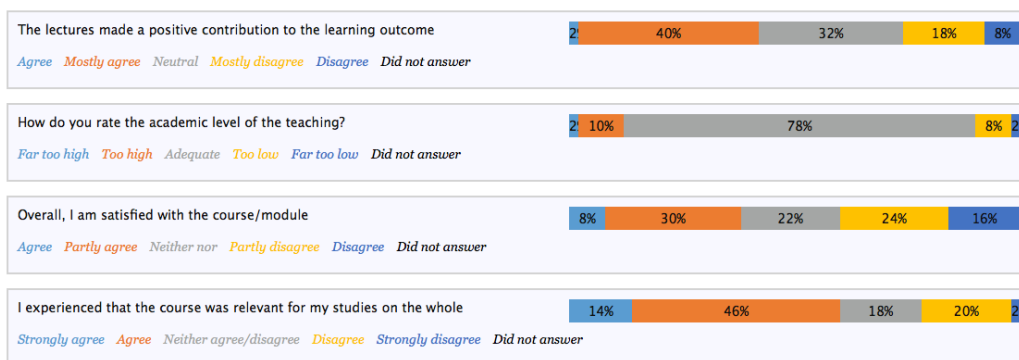 The lectures made a positive contribution to the learning outcome 40% 32% 18% 8%
Agree Mostly agree Neutral Mostly disagree Disagree Did not answer
How do you rate the academic level of the teaching? 10% 78% 8%
Far too high Too high Adequate Too low Far too low Did not answer
Overall, I am satisfied with the course/module 8% 30% 22% 24% 16%
Agree Partly agree Neither nor Partly disagree Disagree Did not answer
I experienced that the course was relevant for my studies on the whole 14% 46% 18% 20%
Strongly agree Agree Neither agree/disagree Disagree Strongly disagree Did not answer